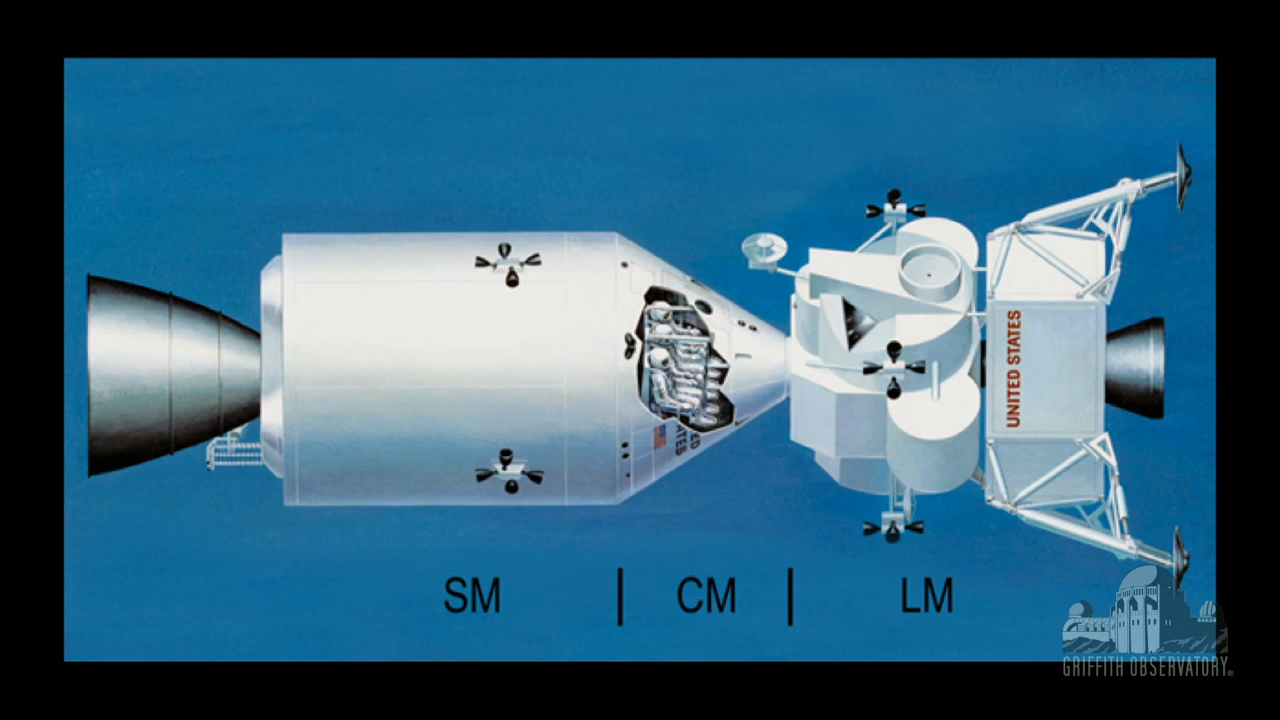 UNITED STATES
SM | CM | LM
GRIFFITH OBSERVATORY®